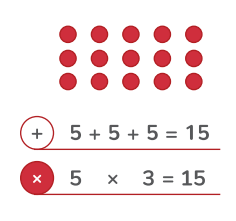 + 5 + 5 + 5 = 15
× 5 × 3 = 15